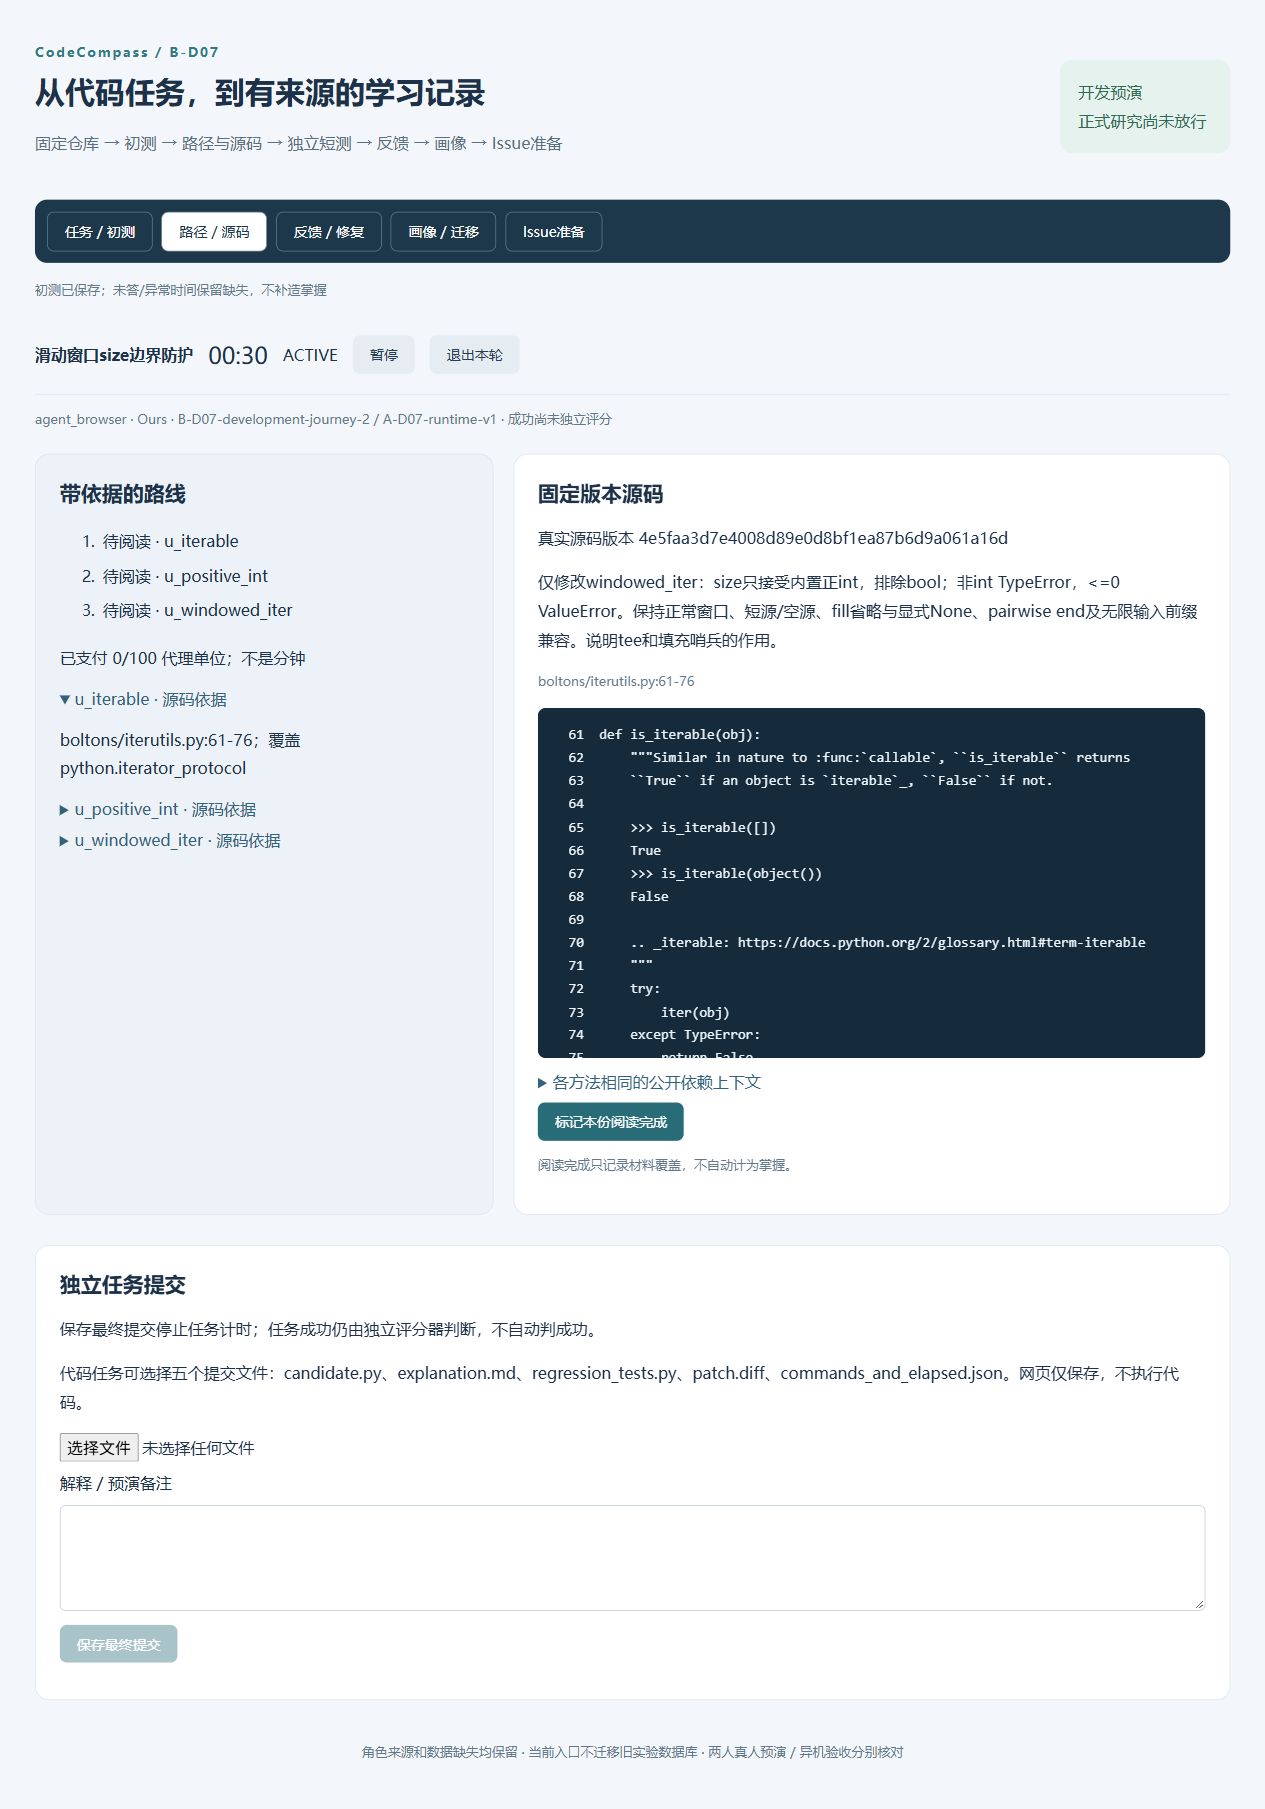 CodeCompass / B-D07
从代码任务，到有来源的学习记录
固定仓库 → 初测 → 路径与源码 → 独立短测 → 反馈 → 画像 → Issue准备
开发预演
正式研究尚未放行
任务 / 初测
路径 / 源码
反馈 / 修复
画像 / 迁移
Issue准备
初测已保存；未答/异常时间保留缺失，不补造掌握
滑动窗口size边界防护 00:30 ACTIVE 暂停 退出本轮
agent_browser · Ours · B-D07-development-journey-2 / A-D07-runtime-v1 · 成功尚未独立评分
带依据的路线
1. 待阅读 · u_iterable
2. 待阅读 · u_positive_int
3. 待阅读 · u_windowed_iter
已支付 0/100 代理单位；不是分钟
▼ u_iterable · 源码依据
boltons/iterutils.py:61-76；覆盖
python.iterator_protocol
▶ u_positive_int · 源码依据
▶ u_windowed_iter · 源码依据
固定版本源码
真实源码版本 4e5faa3d7e4008d89e0d8bf1ea87b6d9a061a16d
仅修改windowed_iter：size只接受内置正int，排除bool；非int TypeError，<=0
ValueError。保持正常窗口、短源/空源、fill省略与显式None、pairwise end及无限输入前缀
兼容。说明tee和填充哨兵的作用。
boltons/iterutils.py:61-76
61 def is_iterable(obj):
62     """Similar in nature to :func:`callable`, ``is_iterable`` returns
63     ``True`` if an object is `iterable`_, ``False`` if not.
64
65     >>> is_iterable([])
66     True
67     >>> is_iterable(object())
68     False
69
70     .. _iterable: https://docs.python.org/2/glossary.html#term-iterable
71     """
72     try:
73         iter(obj)
74     except TypeError:
75         return False
▶ 各方法相同的公开依赖上下文
标记本份阅读完成
阅读完成只记录材料覆盖，不自动计为掌握。
独立任务提交
保存最终提交停止任务计时；任务成功仍由独立评分器判断，不自动判成功。
代码任务可选择五个提交文件：candidate.py、explanation.md、regression_tests.py、patch.diff、commands_and_elapsed.json。网页仅保存，不执行代
码。
选择文件 未选择任何文件
解释 / 预演备注
保存最终提交
角色来源和数据缺失均保留 · 当前入口不迁移旧实验数据库 · 两人真人预演 / 异机验收分别核对